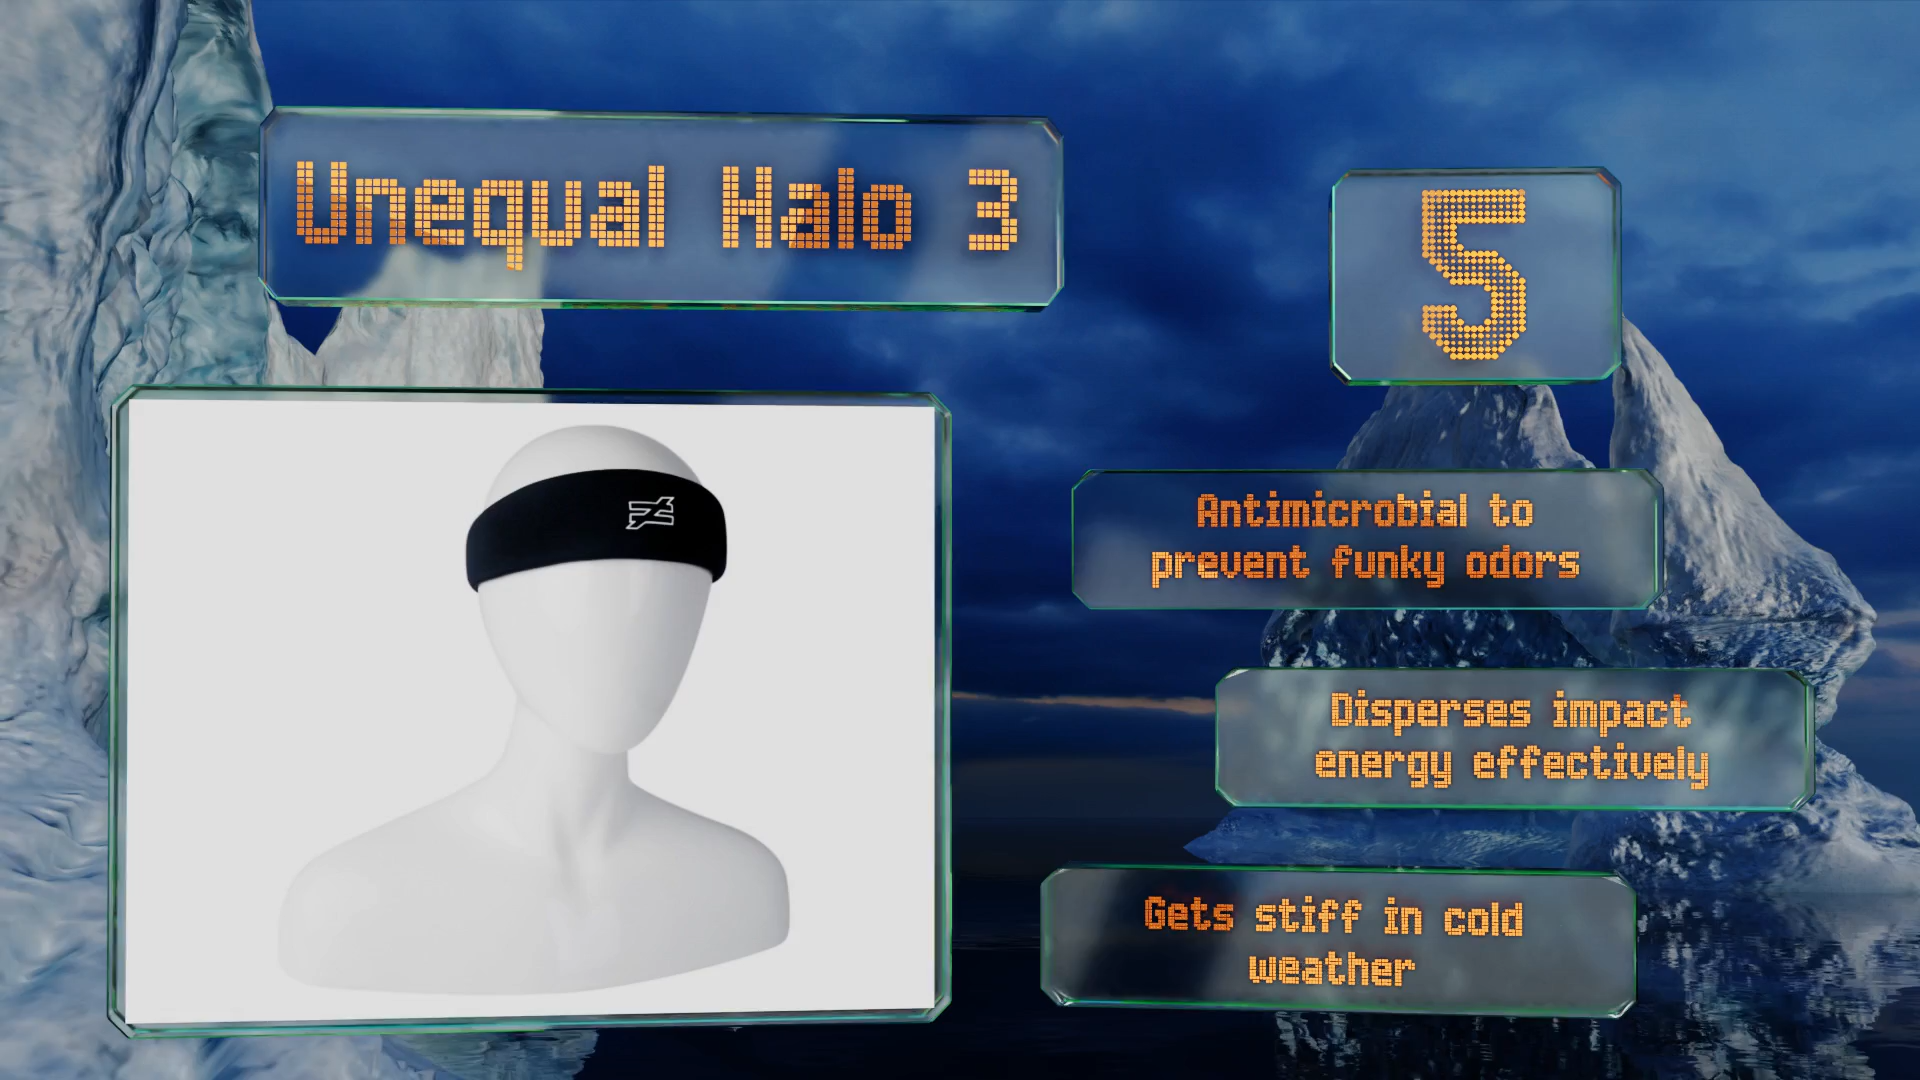 Unequal Halo 3
5
Antimicrobial to
prevent funky odors
Disperses impact
energy effectively
Gets stiff in cold
weather